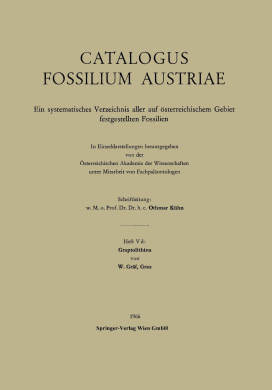 CATALOGUS
FOSSILIUM AUSTRIAE
Ein systematisches Verzeichnis aller auf österreichischem Gebiet
festgestellten Fossilien
In Einzeldarstellungen herausgegeben
von der
Österreichischen Akademie der Wissenschaften
unter Mitarbeit von Fachpaläontologen
Schriftleitung:
w. M. o. Prof. Dr. Dr. h. c. Othmar Kühn
Heft Vd:
Graptolithina
von
W. Gräf, Graz
1966
Springer-Verlag Wien GmbH